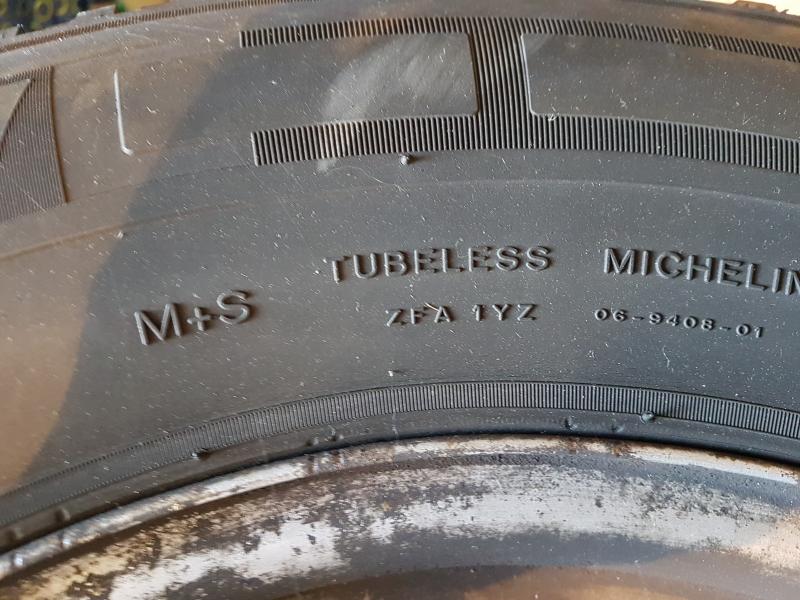 M+S
TUBELESS MICHELIN
ZFA 1YZ 06-9408-01